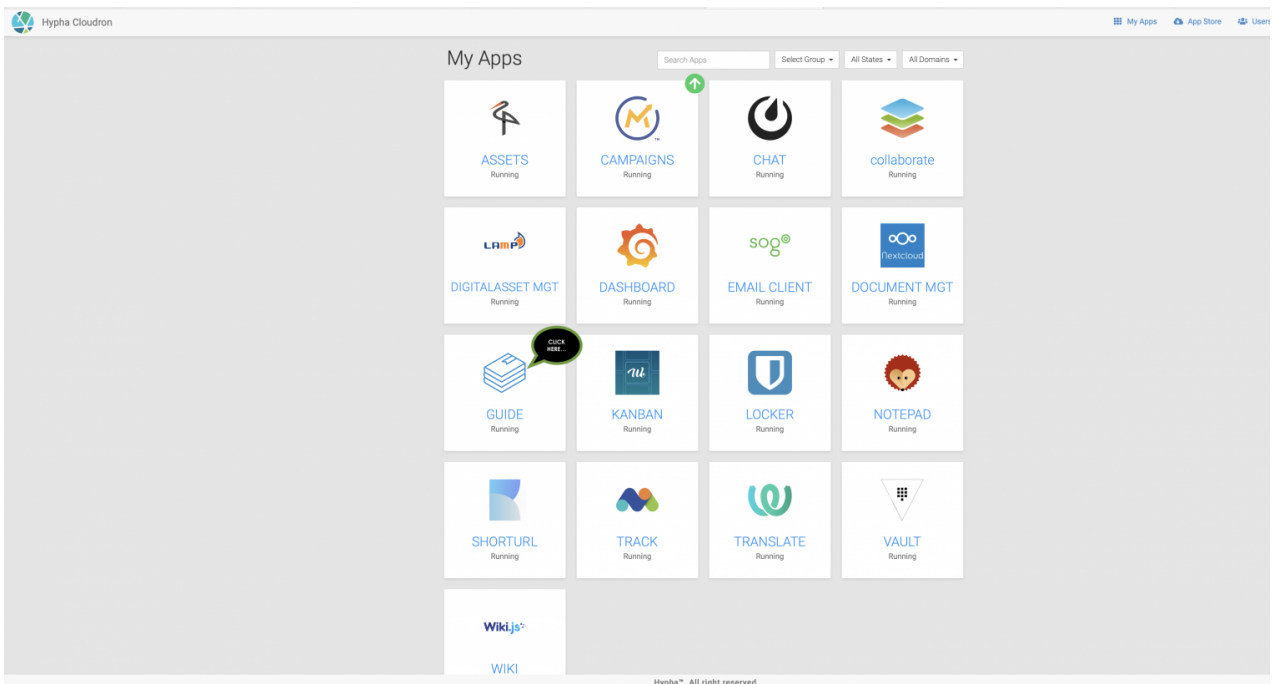 Hypha Cloudron
My Apps
App Store
Users
My Apps
Search Apps
Select Group
All States
All Domains
ASSETS
Running
CAMPAIGNS
Running
CHAT
Running
collaborate
Running
LAMP
DIGITALASSET MGT
Running
DASHBOARD
Running
sogo
EMAIL CLIENT
Running
nextcloud
DOCUMENT MGT
Running
CLICK
HERE...
GUIDE
Running
KANBAN
Running
LOCKER
Running
NOTEPAD
Running
SHORTURL
Running
TRACK
Running
TRANSLATE
Running
VAULT
Running
Wiki.js
WIKI
Hypha™ All right reserved